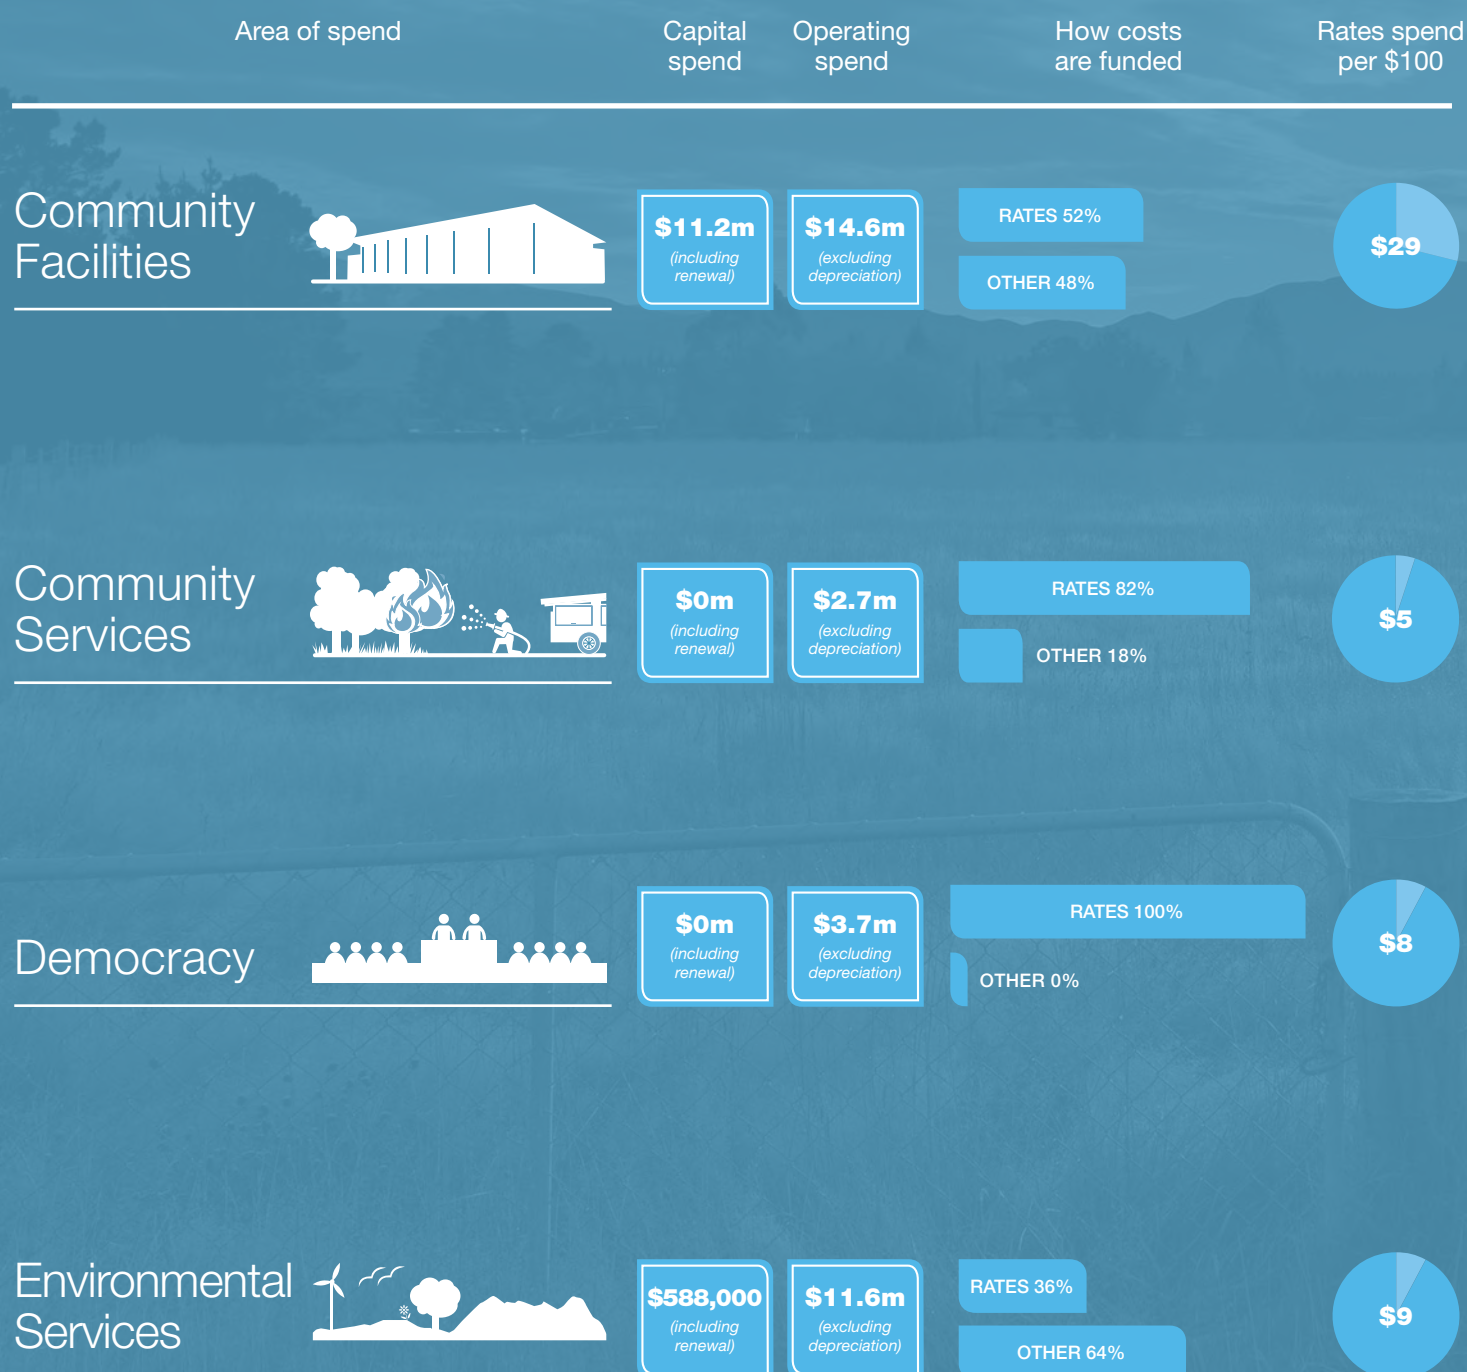 Area of spend
Capital
spend
Operating
spend
How costs
are funded
Rates spend
per $100
Community
Facilities
$11.2m
(including
renewal)
$14.6m
(excluding
depreciation)
RATES 52%
OTHER 48%
$29
Community
Services
$0m
(including
renewal)
$2.7m
(excluding
depreciation)
RATES 82%
OTHER 18%
$5
Democracy
$0m
(including
renewal)
$3.7m
(excluding
depreciation)
RATES 100%
OTHER 0%
$8
Environmental
Services
$588,000
(including
renewal)
$11.6m
(excluding
depreciation)
RATES 36%
OTHER 64%
$9